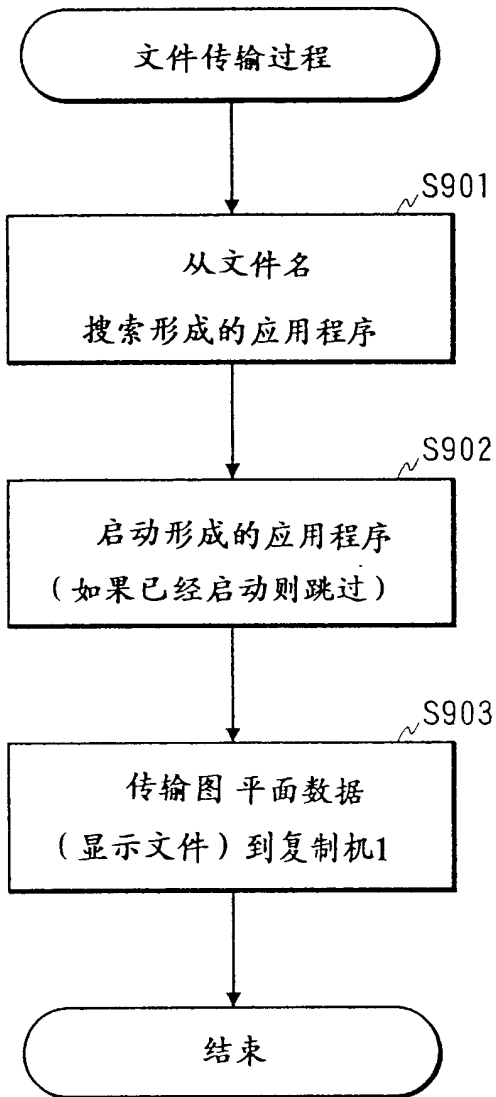 文件传输过程
S901
从文件名
搜索形成的应用程序
S902
启动形成的应用程序
(如果已经启动则跳过)
S903
传输图 平面数据
(显示文件)到复制机1
结束